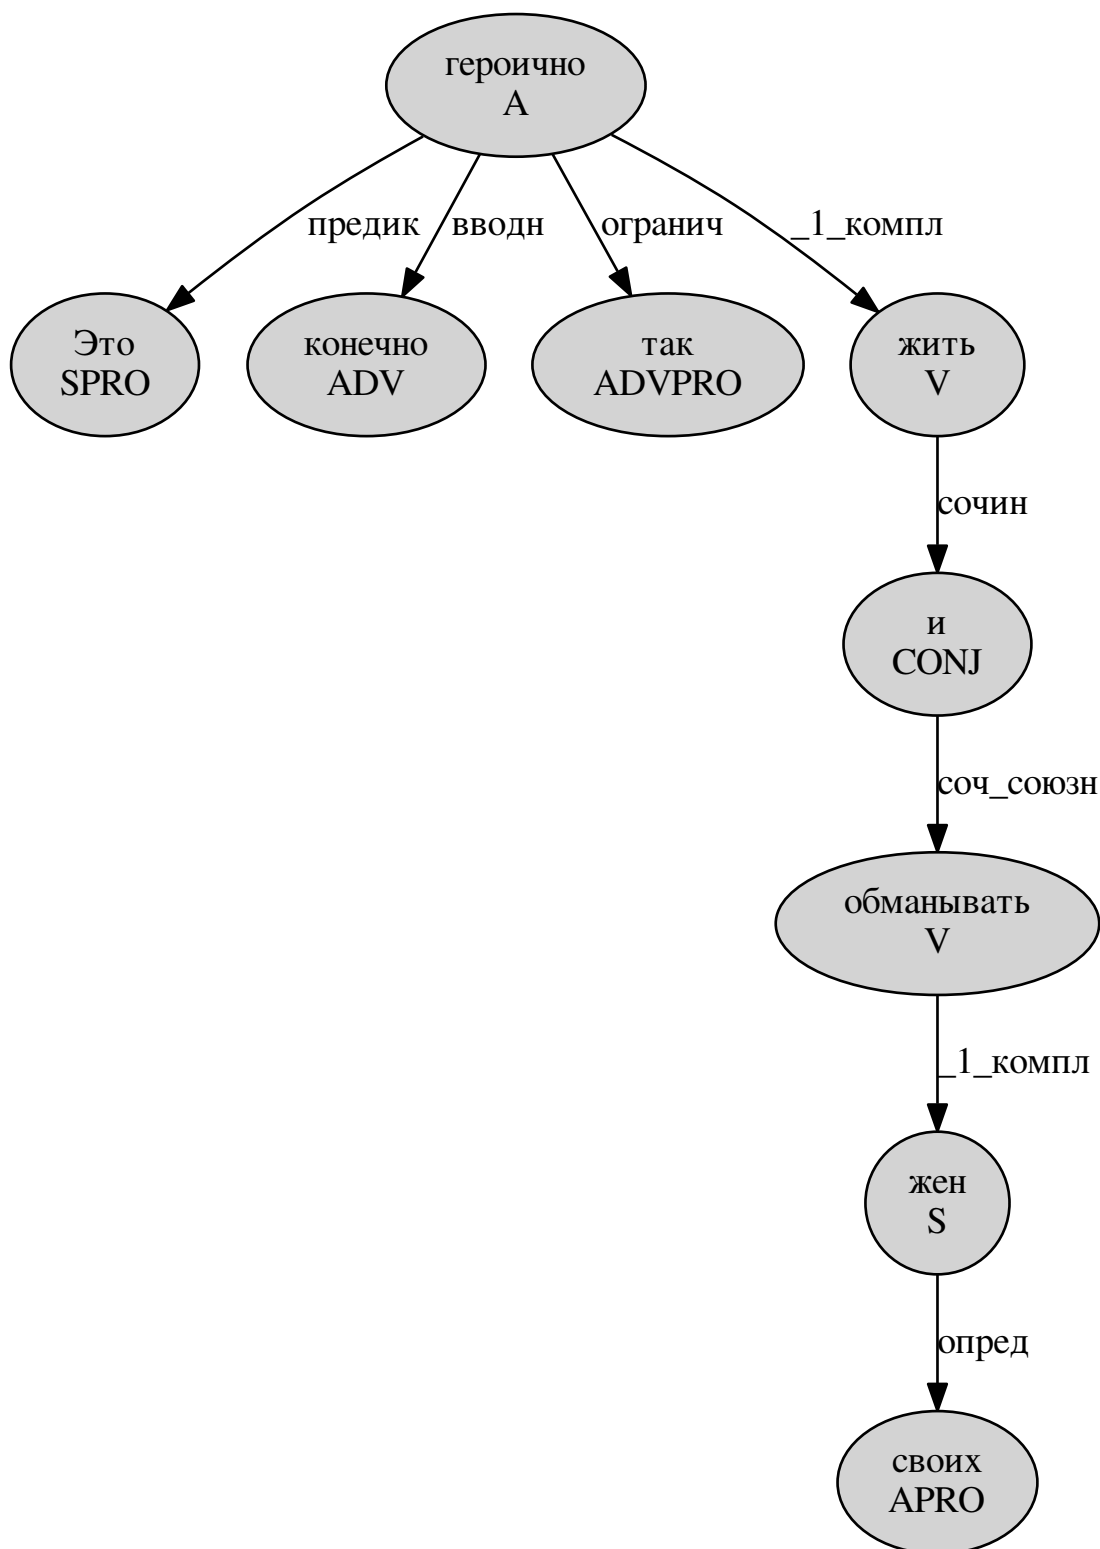 героично
A
предик
вводн
огранич
_1_компл
Это
SPRO
конечно
ADV
так
ADVPRO
жить
V
сочин
и
CONJ
соч_союзн
обманывать
V
_1_компл
жен
S
опред
своих
APRO